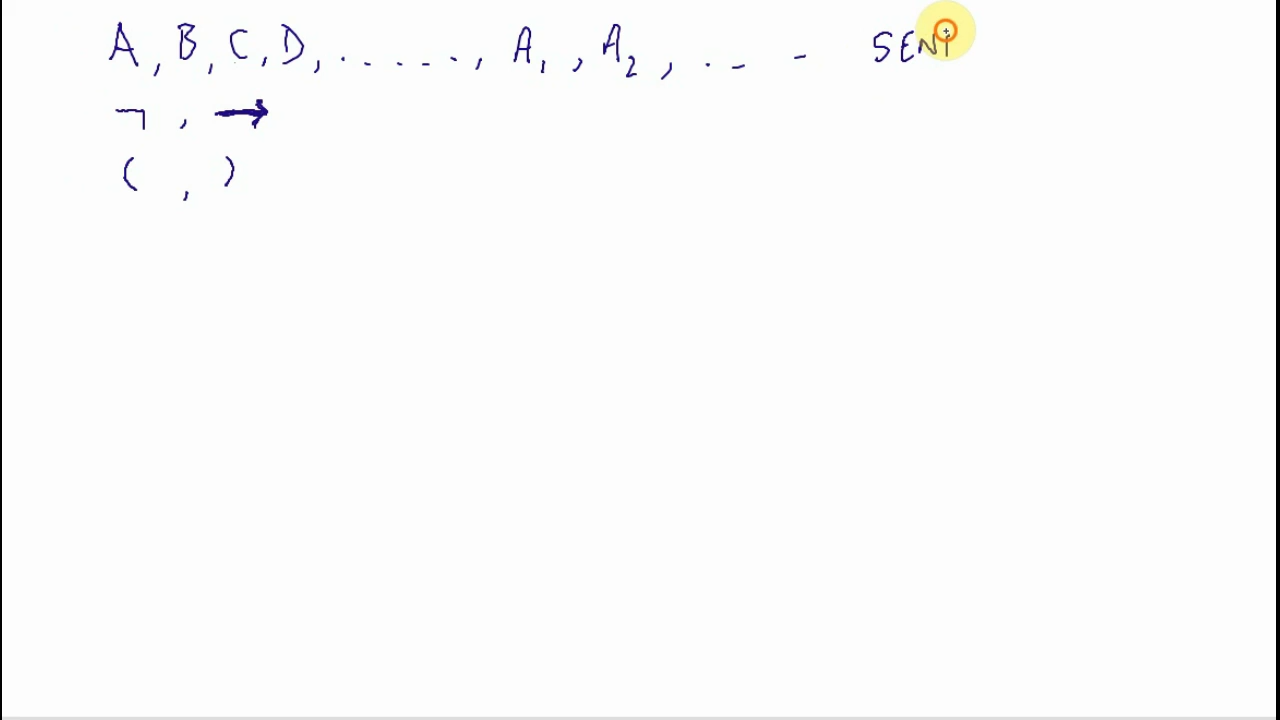 A, B, C, D, ....., A₁, A₂, ... SENT
¬, →
( , )